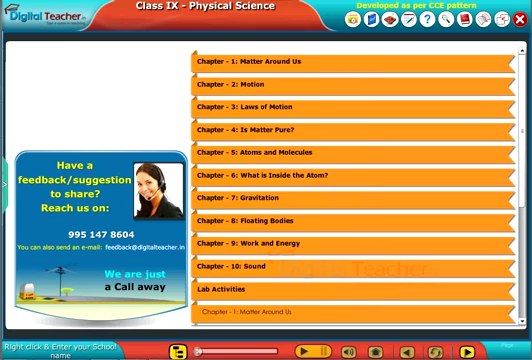 Digital Teacher
Class IX - Physical Science
Developed as per CCE pattern
Chapter - 1: Matter Around Us
Chapter - 2: Motion
Chapter - 3: Laws of Motion
Chapter - 4: Is Matter Pure?
Chapter - 5: Atoms and Molecules
Chapter - 6: What is Inside the Atom?
Chapter - 7: Gravitation
Chapter - 8: Floating Bodies
Chapter - 9: Work and Energy
Chapter - 10: Sound
Lab Activities
Chapter - 1: Matter Around Us
Have a
feedback/suggestion
to share?
Reach us on:
995 147 8604
You can also send an e-mail: feedback@digitalteacher.in
We are just
a Call away
Digital Teacher
Right click & Enter your School
name